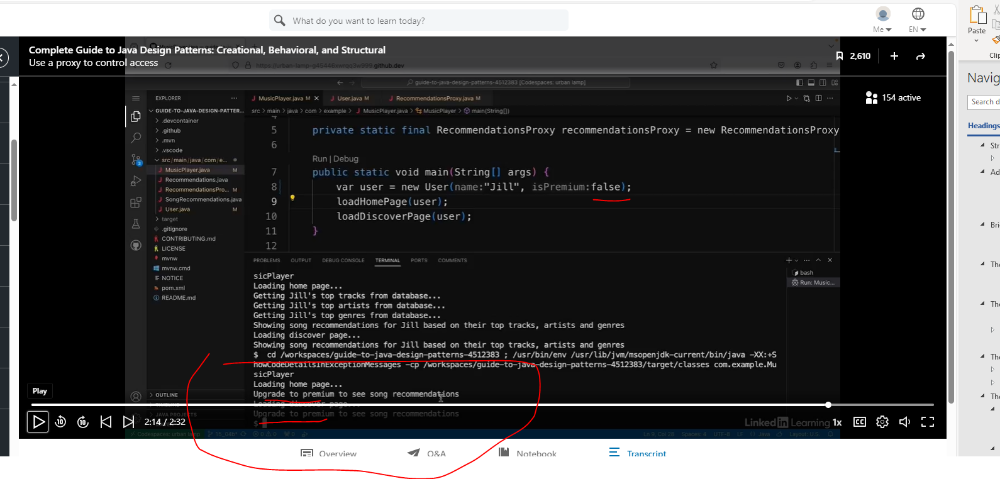 What do you want to learn today?
Me
EN
Paste
Complete Guide to Java Design Patterns: Creational, Behavioral, and Structural
Use a proxy to control access
2,610
154 active
https://urban-lamp-g45446xwrqq3w999.github.dev
guide-to-java-design-patterns-4512383 [Codespaces: urban lamp]
EXPLORER
MusicPlayer.java M
User.java M
RecommendationsProxy.java M
src > main > java > com > example > MusicPlayer.java > MusicPlayer > main(String[])
GUIDE-TO-JAVA-DESIGN-PATTER...
.devcontainer
.github
.mvn
.vscode
src/main/java/com/e...
MusicPlayer.java M
Recommendations.java
RecommendationsPro... M
SongRecommendations.java
User.java M
target
.gitignore
CONTRIBUTING.md
LICENSE
mvnw
mvnw.cmd
NOTICE
pom.xml
README.md
OUTLINE
JAVA PROJECTS
4
5 private static final RecommendationsProxy recommendationsProxy = new RecommendationsProxy
6
Run | Debug
7 public static void main(String[] args) {
8 var user = new User(name:"Jill", isPremium:false);
9 loadHomePage(user);
10 loadDiscoverPage(user);
11 }
12
PROBLEMS OUTPUT DEBUG CONSOLE TERMINAL PORTS COMMENTS
bash
Run: Music...
sicPlayer
Loading home page...
Getting Jill's top tracks from database...
Getting Jill's top artists from database...
Getting Jill's top genres from database...
Showing song recommendations for Jill based on their top tracks, artists and genres
Loading discover page...
Showing song recommendations for Jill based on their top tracks, artists and genres
$ cd /workspaces/guide-to-java-design-patterns-4512383 ; /usr/bin/env /usr/lib/jvm/msopenjdk-current/bin/java -XX:+S
howCodeDetailsInExceptionMessages -cp /workspaces/guide-to-java-design-patterns-4512383/target/classes com.example.Mu
sicPlayer
Loading home page...
Upgrade to premium to see song recommendations
Loading discover page...
Upgrade to premium to see song recommendations
$
Play
2:14 / 2:32
LinkedIn Learning
1x
CC
Codespaces: urban lamp 15_04b* 0 0 0
Ln 9, Col 28 Spaces: 4 UTF-8 LF Java Layout: U.S.
Overview
Q&A
Notebook
Transcript
Clip
Navig
Search d
Headings
Str
Ad
Bri
The
The
The
The